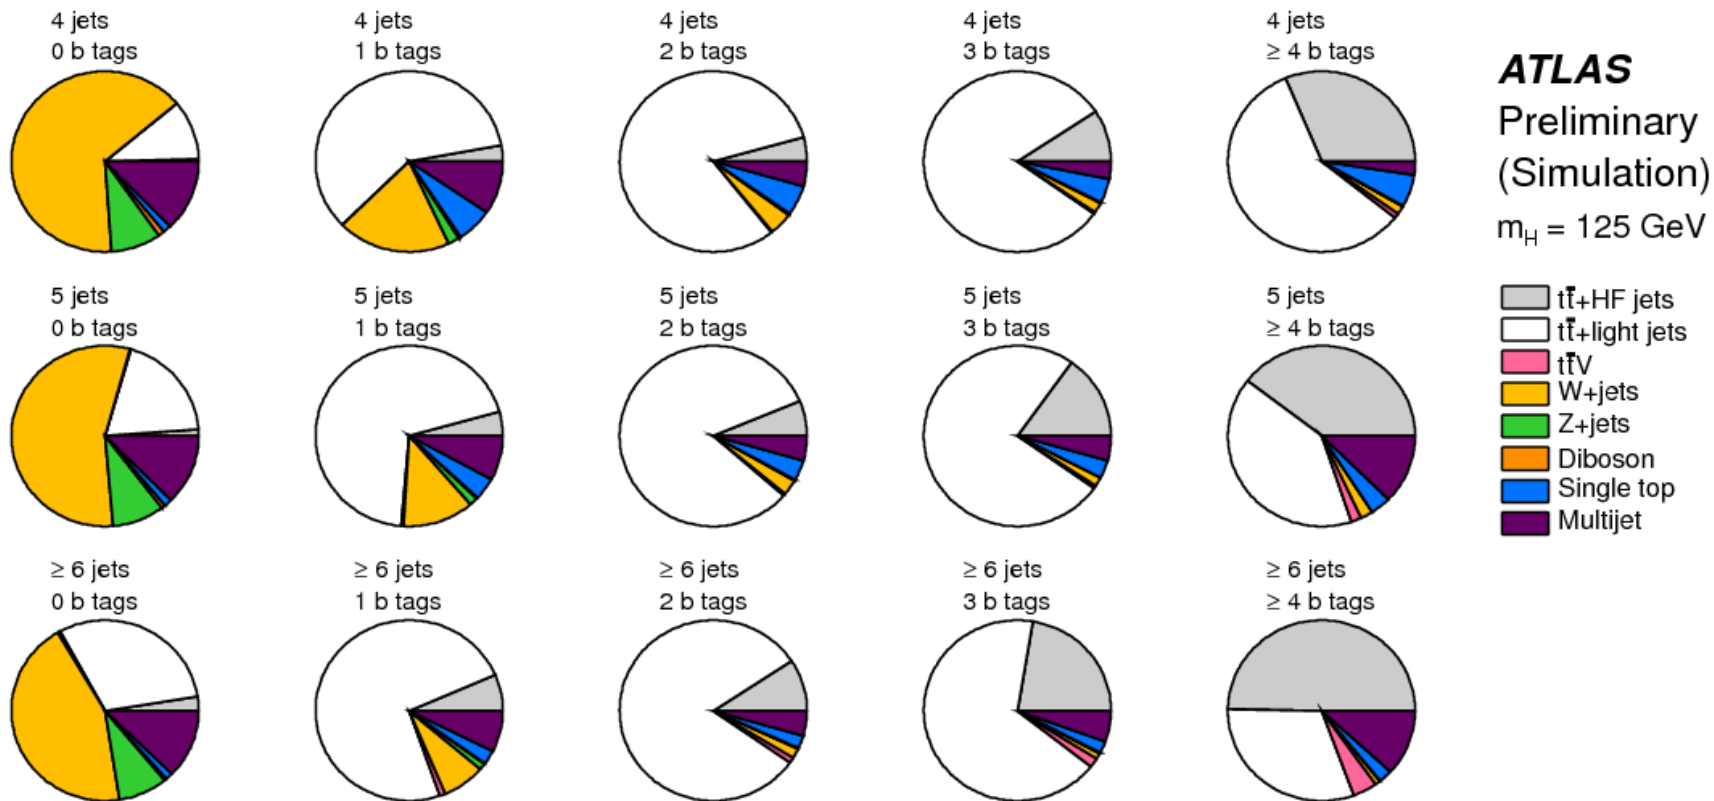 4 jets
0 b tags
4 jets
1 b tags
4 jets
2 b tags
4 jets
3 b tags
4 jets
≥ 4 b tags
5 jets
0 b tags
5 jets
1 b tags
5 jets
2 b tags
5 jets
3 b tags
5 jets
≥ 4 b tags
≥ 6 jets
0 b tags
≥ 6 jets
1 b tags
≥ 6 jets
2 b tags
≥ 6 jets
3 b tags
≥ 6 jets
≥ 4 b tags
ATLAS
Preliminary
(Simulation)
m_H = 125 GeV
tt̄+HF jets
tt̄+light jets
tt̄V
W+jets
Z+jets
Diboson
Single top
Multijet